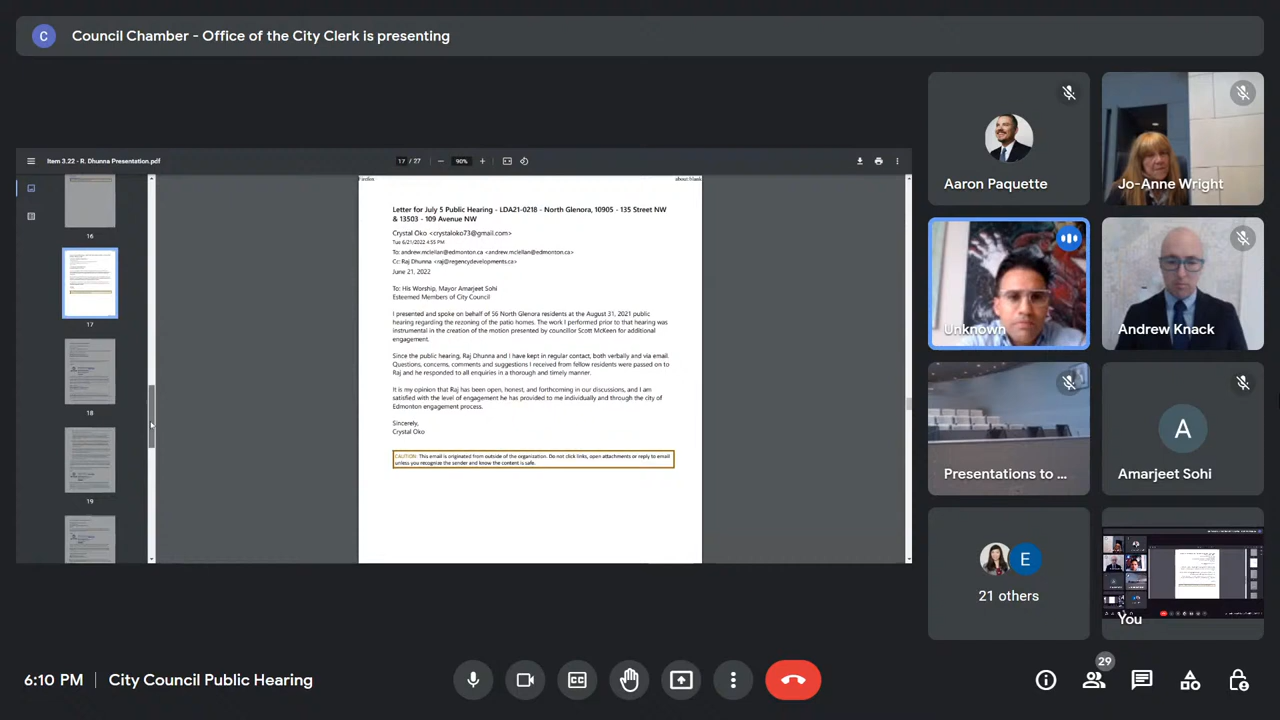 C Council Chamber - Office of the City Clerk is presenting
Item 3.22 - R. Dhunna Presentation.pdf
17 / 27
90%
16
17
18
19
about:blank
Letter for July 5 Public Hearing - LDA21-0218 - North Glenora, 10905 - 135 Street NW
& 13503 - 109 Avenue NW
Crystal Oko <crystaloko73@gmail.com>
Tue 6/21/2022 4:55 PM
To: andrew.mclellan@edmonton.ca <andrew.mclellan@edmonton.ca>
Cc: Raj Dhunna <raj@regencydevelopments.ca>
June 21, 2022
To: His Worship, Mayor Amarjeet Sohi
Esteemed Members of City Council
I presented and spoke on behalf of 56 North Glenora residents at the August 31, 2021 public
hearing regarding the rezoning of the patio homes. The work I performed prior to that hearing was
instrumental in the creation of the motion presented by councillor Scott McKeen for additional
engagement.
Since the public hearing, Raj Dhunna and I have kept in regular contact, both verbally and via email.
Questions, concerns, comments and suggestions I received from fellow residents were passed on to
Raj and he responded to all enquiries in a thorough and timely manner.
It is my opinion that Raj has been open, honest, and forthcoming in our discussions, and I am
satisfied with the level of engagement he has provided to me individually and through the city of
Edmonton engagement process.
Sincerely,
Crystal Oko
CAUTION: This email is originated from outside of the organization. Do not click links, open attachments or reply to email
unless you recognize the sender and know the content is safe.
Aaron Paquette
Jo-Anne Wright
Unknown
Andrew Knack
Presentations to ...
A
Amarjeet Sohi
E
21 others
You
6:10 PM | City Council Public Hearing
29